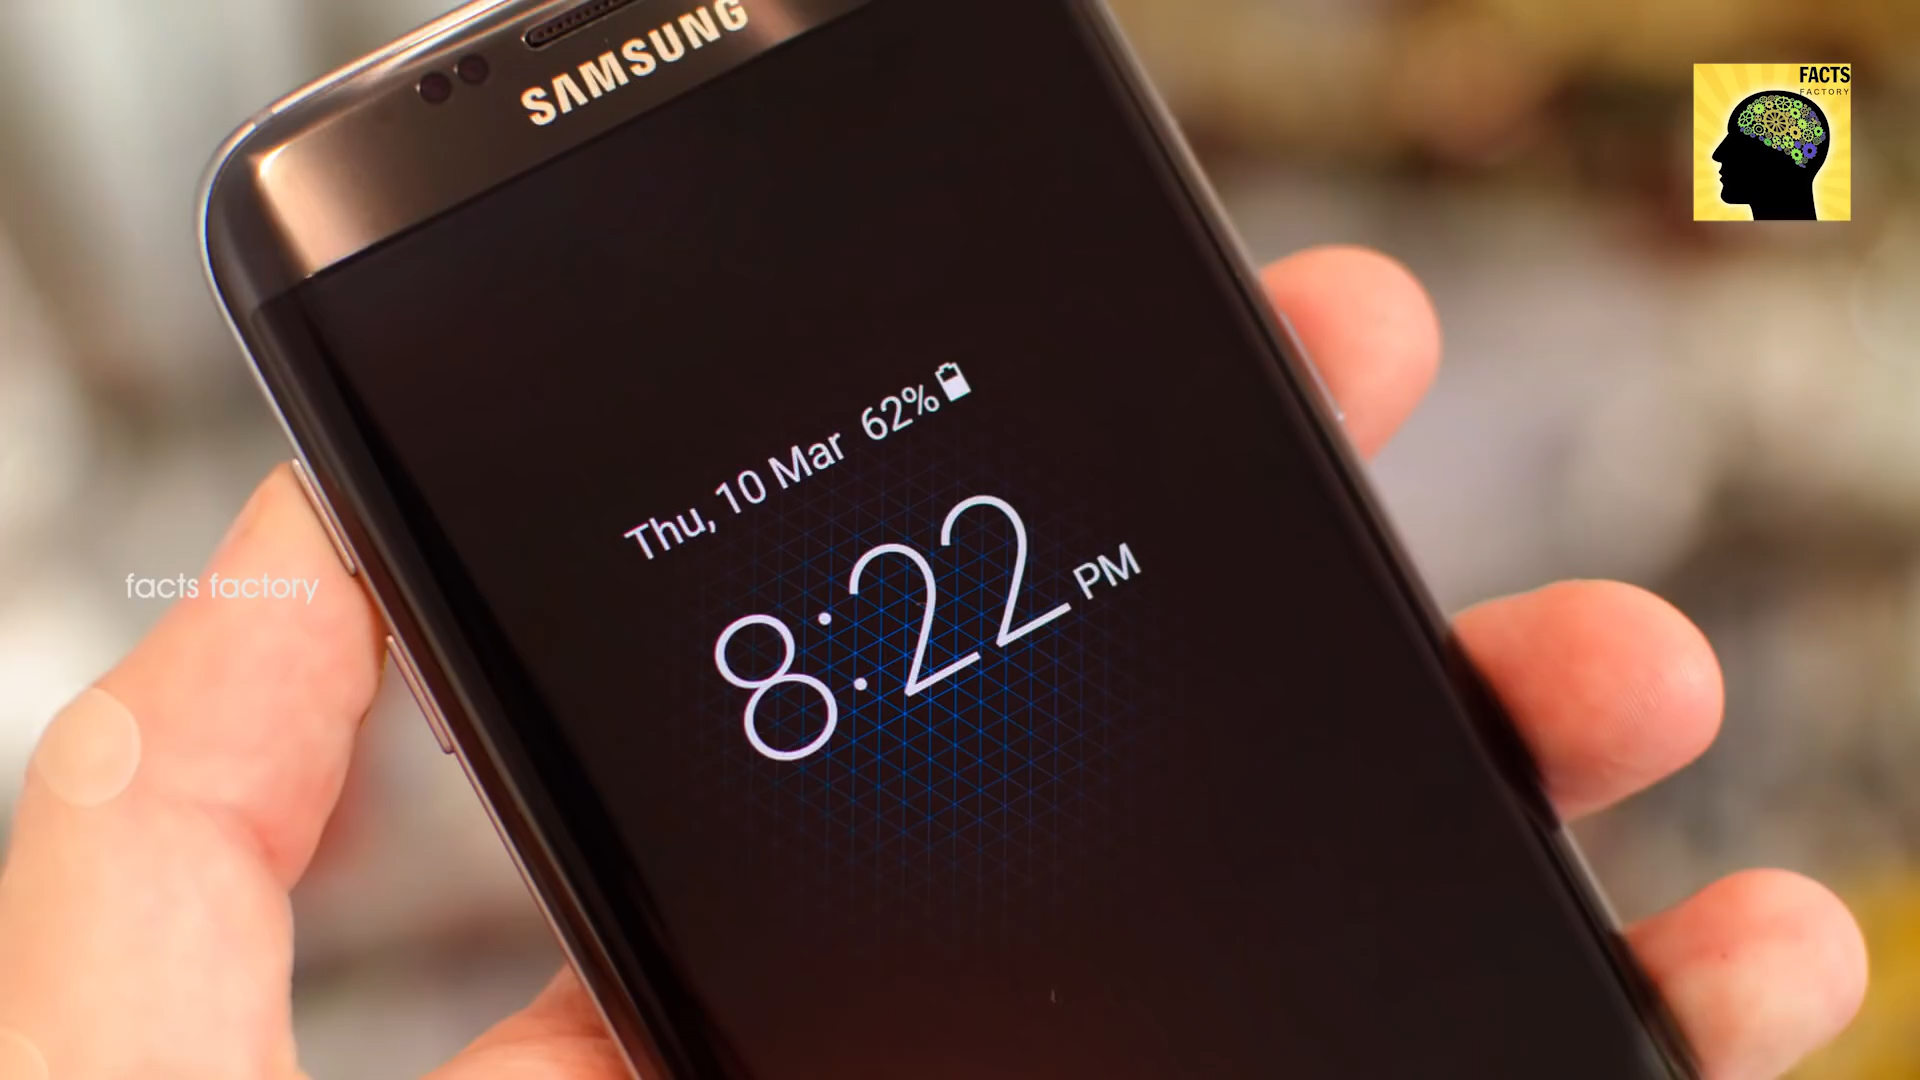 SAMSUNG
FACTS
FACTORY
Thu, 10 Mar 62%
8:22 PM
facts factory